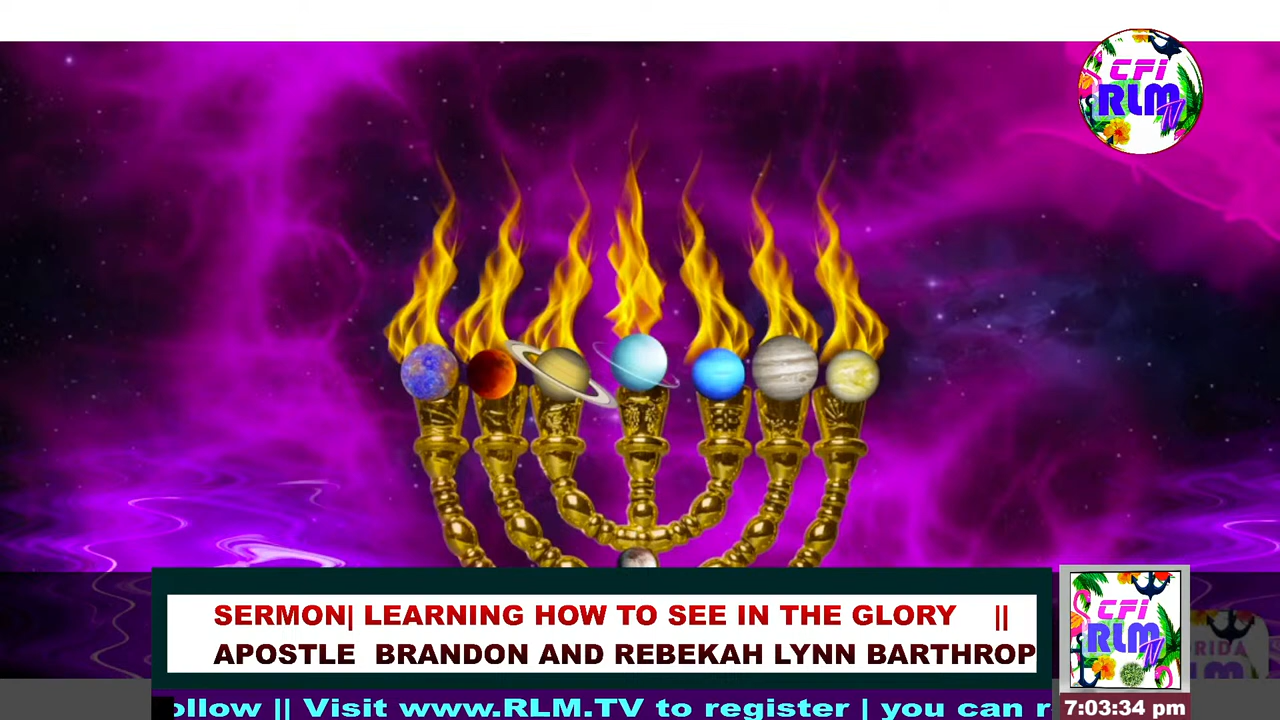 CFI
RLM
TV
SERMON| LEARNING HOW TO SEE IN THE GLORY ||
APOSTLE BRANDON AND REBEKAH LYNN BARTHROP
CFI
RLM
TV
ollow || Visit www.RLM.TV to register | you can r
7:03:34 pm